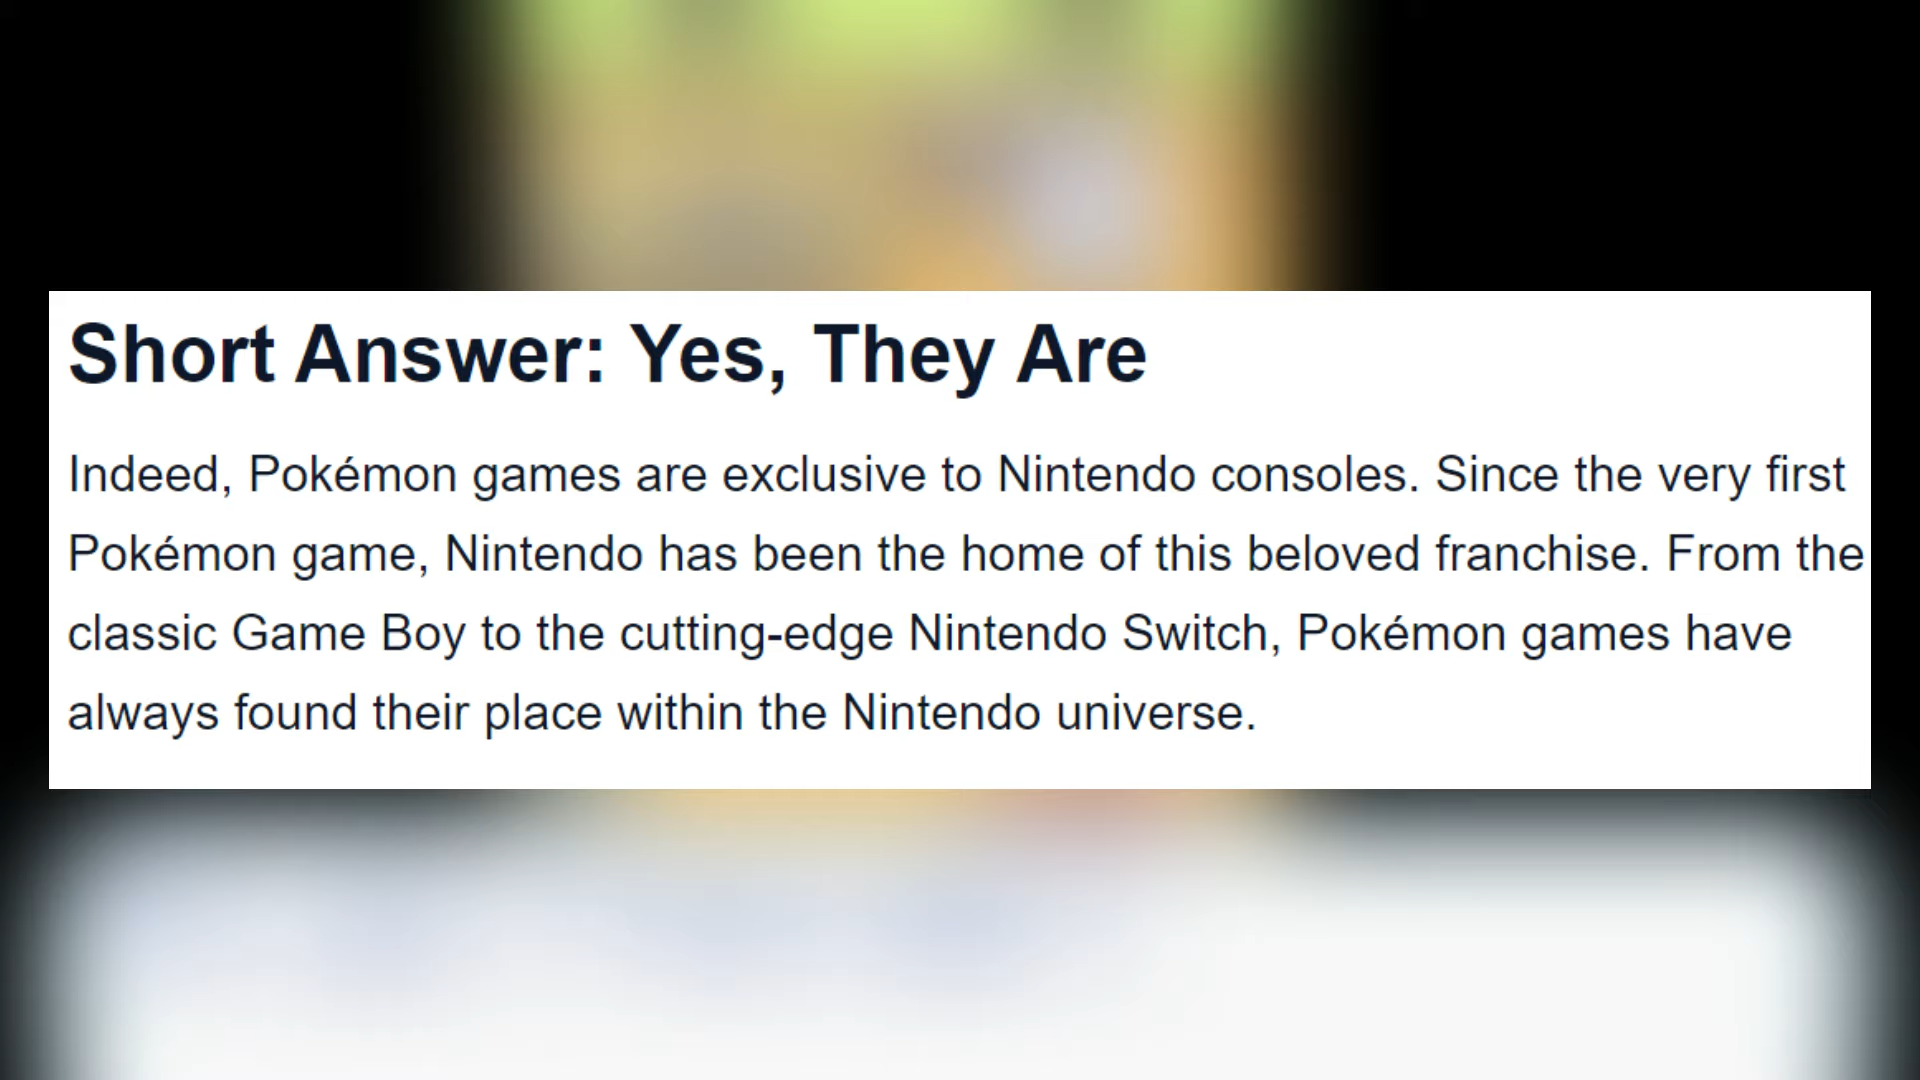 Short Answer: Yes, They Are
Indeed, Pokémon games are exclusive to Nintendo consoles. Since the very first
Pokémon game, Nintendo has been the home of this beloved franchise. From the
classic Game Boy to the cutting-edge Nintendo Switch, Pokémon games have
always found their place within the Nintendo universe.